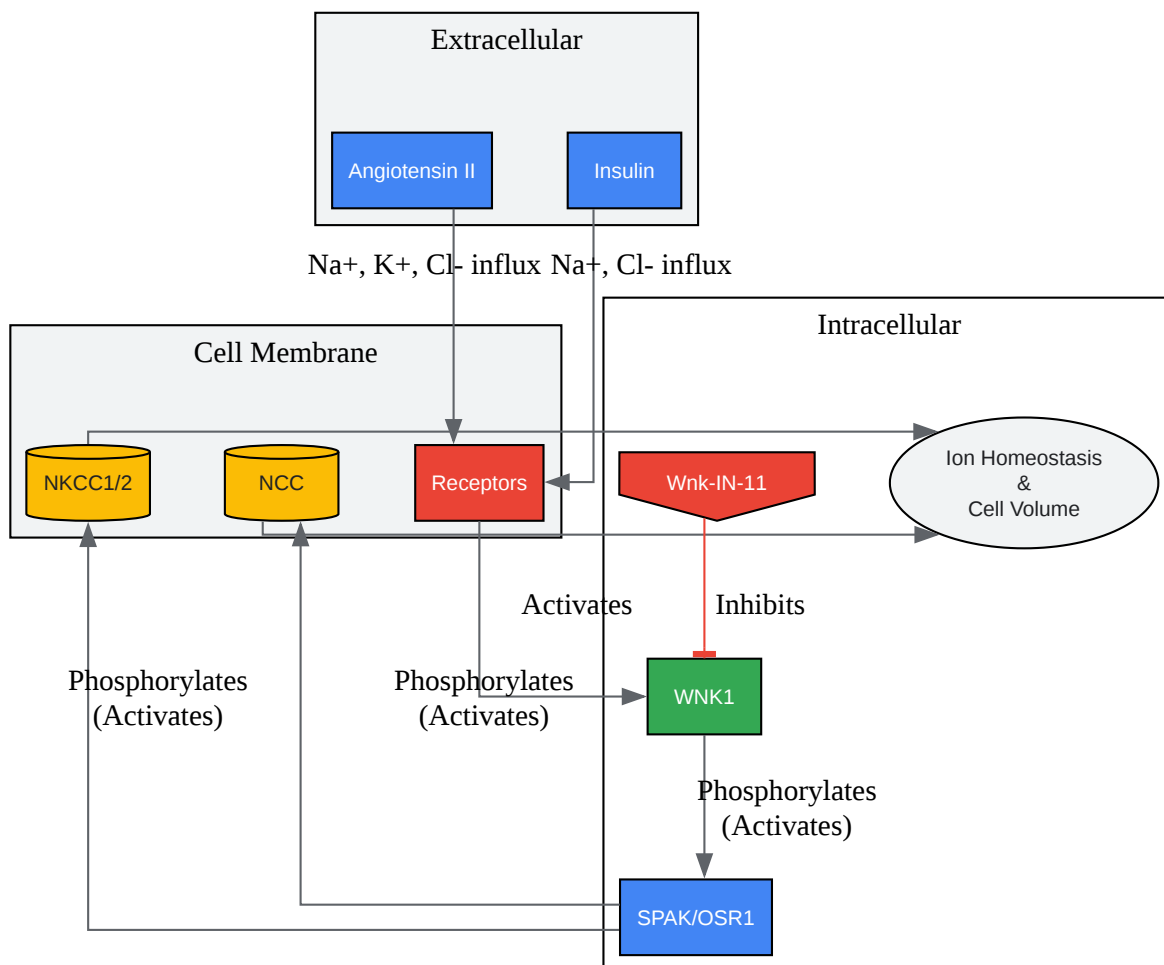 Extracellular
Angiotensin II
Insulin
Na+, K+, Cl- influx
Na+, Cl- influx
Intracellular
Cell Membrane
NKCC1/2
NCC
Receptors
Wnk-IN-11
Ion Homeostasis
&
Cell Volume
Activates
Inhibits
Phosphorylates
(Activates)
Phosphorylates
(Activates)
WNK1
Phosphorylates
(Activates)
SPAK/OSR1